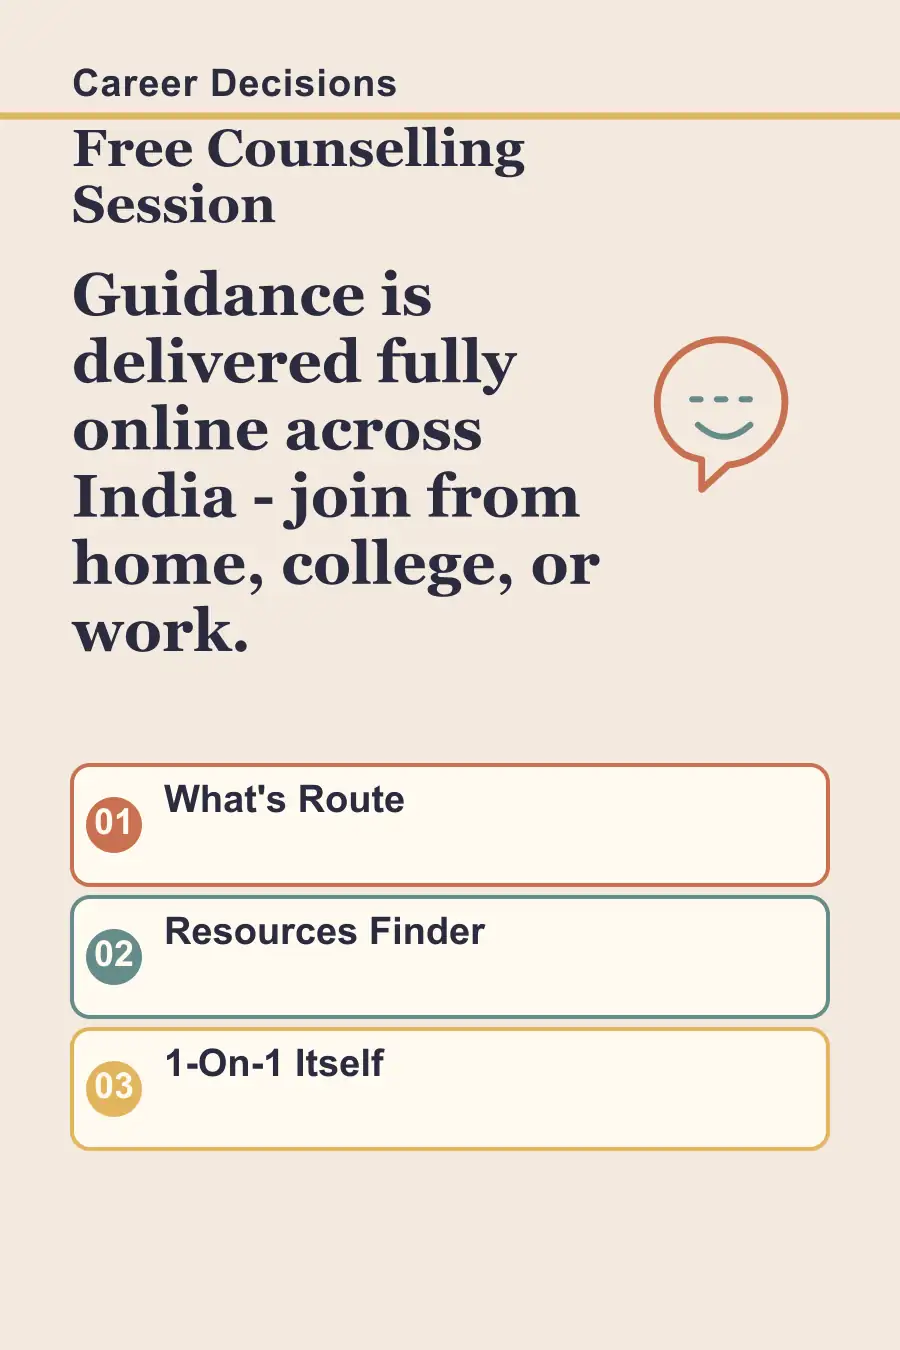 Career Decisions
Free Counselling
Session
Guidance is
delivered fully
online across
India - join from
home, college, or
work.
01
What's Route
02
Resources Finder
03
1-On-1 Itself